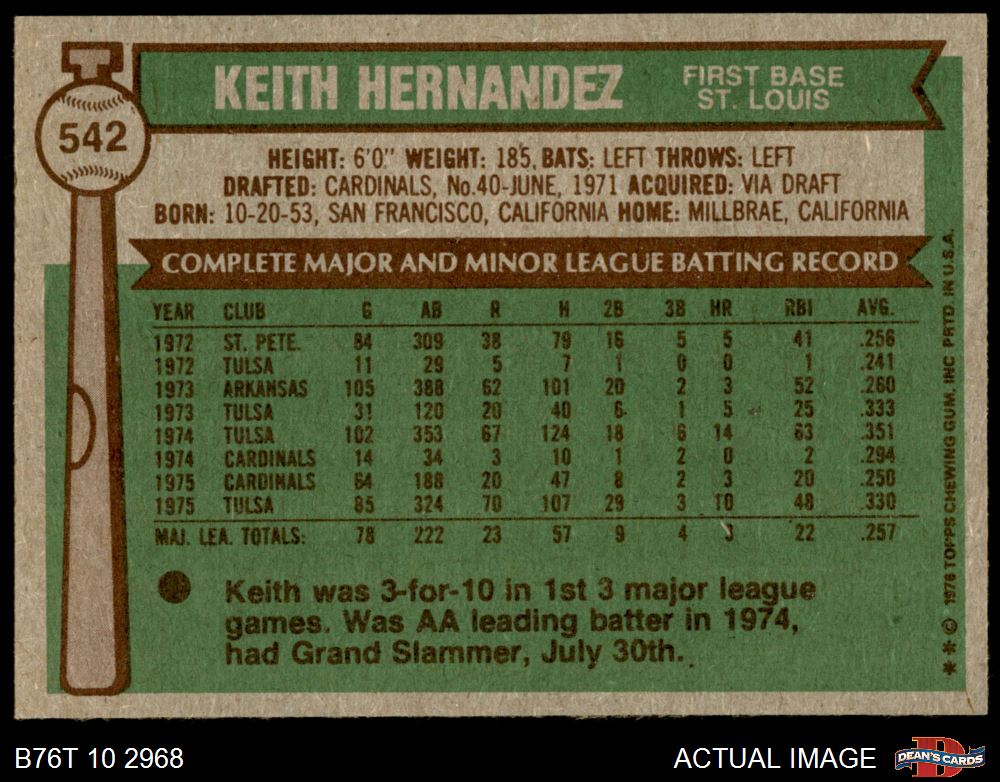 542
KEITH HERNANDEZ
FIRST BASE
ST. LOUIS
HEIGHT: 6'0" WEIGHT: 185, BATS: LEFT THROWS: LEFT
DRAFTED: CARDINALS, No.40-JUNE, 1971 ACQUIRED: VIA DRAFT
BORN: 10-20-53, SAN FRANCISCO, CALIFORNIA HOME: MILLBRAE, CALIFORNIA
COMPLETE MAJOR AND MINOR LEAGUE BATTING RECORD
YEAR CLUB G AB R H 2B 3B HR RBI AVG.
1972 ST. PETE. 84 309 38 79 16 5 5 41 .256
1972 TULSA 11 29 5 7 1 0 0 1 .241
1973 ARKANSAS 105 388 62 101 20 2 3 52 .260
1973 TULSA 31 120 20 40 6 1 5 25 .333
1974 TULSA 102 353 67 124 18 6 14 63 .351
1974 CARDINALS 14 34 3 10 1 2 0 2 .294
1975 CARDINALS 64 188 20 47 8 2 3 20 .250
1975 TULSA 85 324 70 107 29 3 10 48 .330
MAJ. LEA. TOTALS: 78 222 23 57 9 4 3 22 .257
Keith was 3-for-10 in 1st 3 major league
games. Was AA leading batter in 1974,
had Grand Slammer, July 30th.
** © 1976 TOPPS CHEWING GUM, INC PRTD. IN U.S.A.
B76T 10 2968
ACTUAL IMAGE
D
DEAN'S CARDS